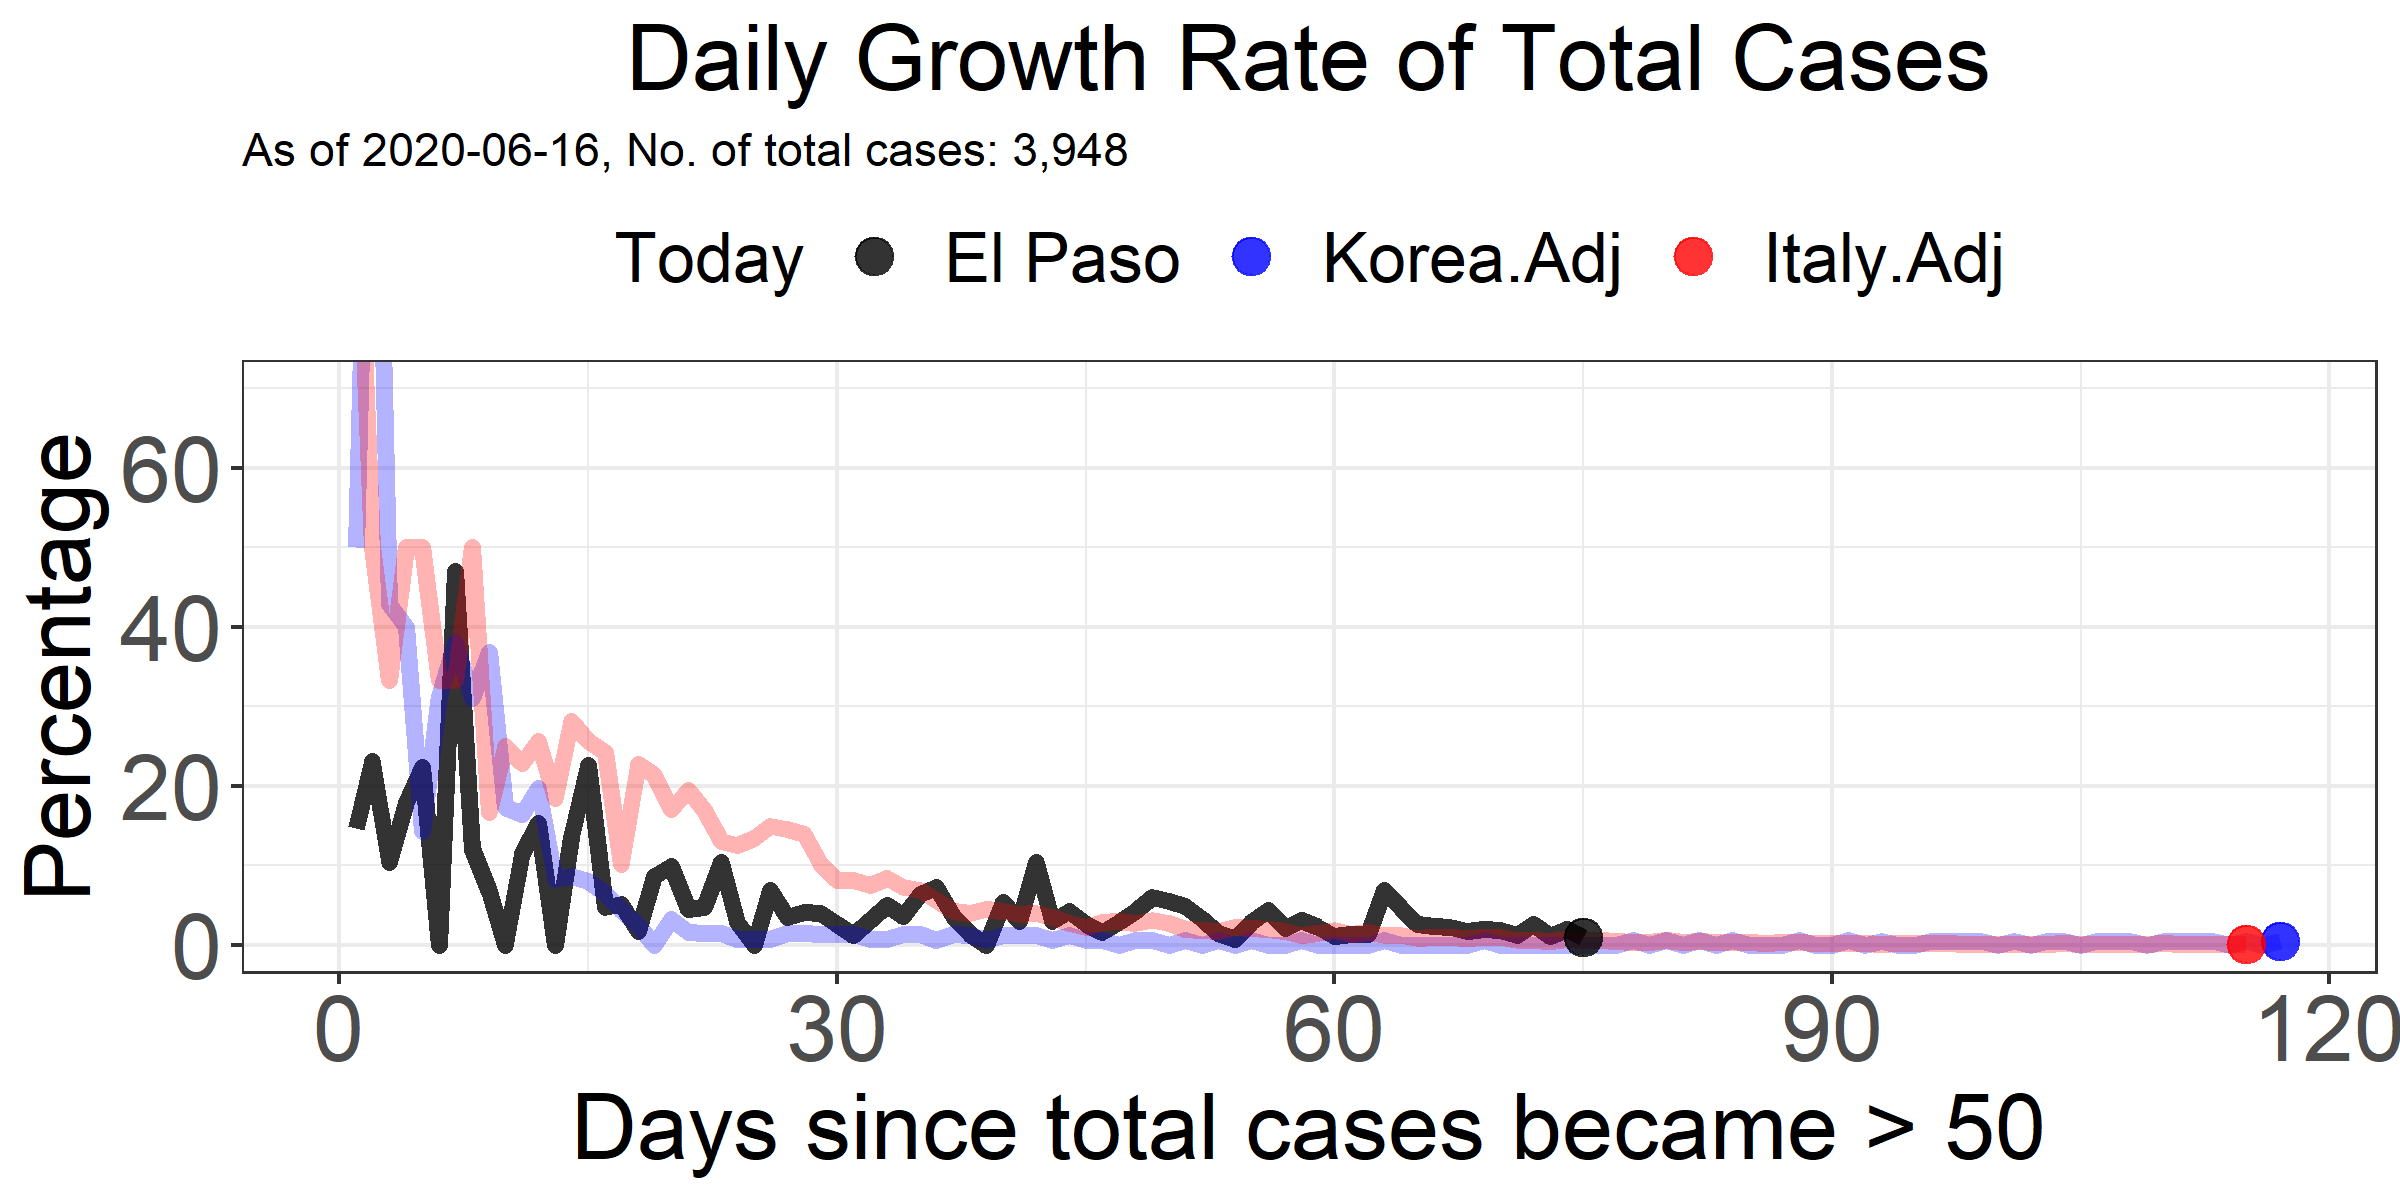 Daily Growth Rate of Total Cases
As of 2020-06-16, No. of total cases: 3,948
Today El Paso Korea.Adj Italy.Adj
Percentage
60
40
20
0
0 30 60 90 120
Days since total cases became > 50